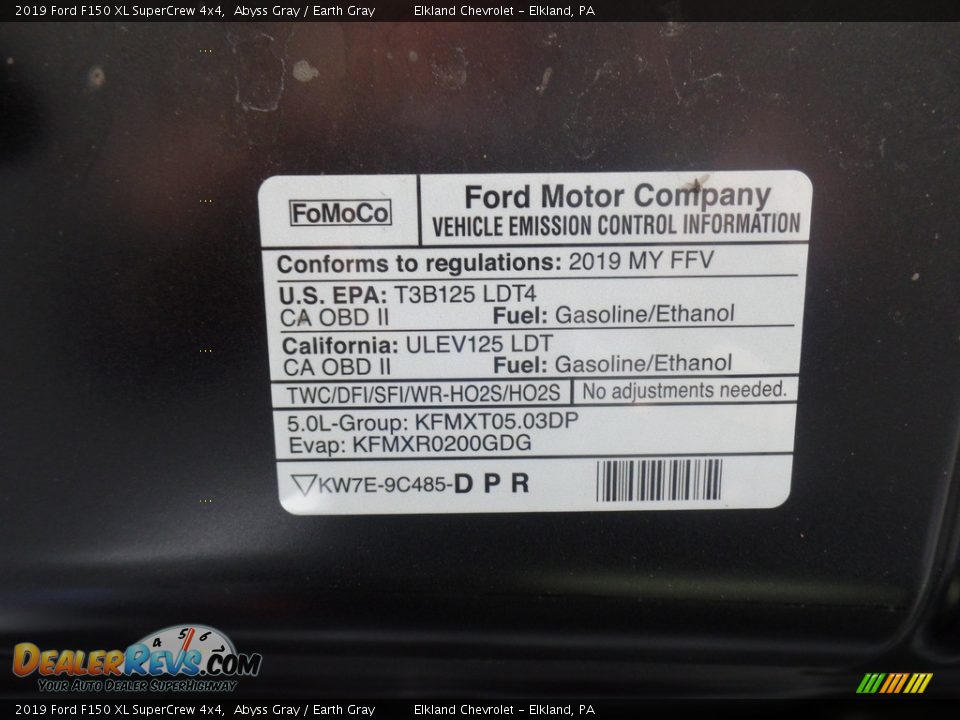 2019 Ford F150 XL SuperCrew 4x4, Abyss Gray / Earth Gray Elkland Chevrolet - Elkland, PA
FoMoCo
Ford Motor Company
VEHICLE EMISSION CONTROL INFORMATION
Conforms to regulations: 2019 MY FFV
U.S. EPA: T3B125 LDT4
CA OBD II Fuel: Gasoline/Ethanol
California: ULEV125 LDT
CA OBD II Fuel: Gasoline/Ethanol
TWC/DFI/SFI/WR-HO2S/HO2S No adjustments needed.
5.0L-Group: KFMXT05.03DP
Evap: KFMXR0200GDG
KW7E-9C485-D P R
4 5 6
DealerRevs.com
Your Auto Dealer SuperHighway
2019 Ford F150 XL SuperCrew 4x4, Abyss Gray / Earth Gray Elkland Chevrolet - Elkland, PA